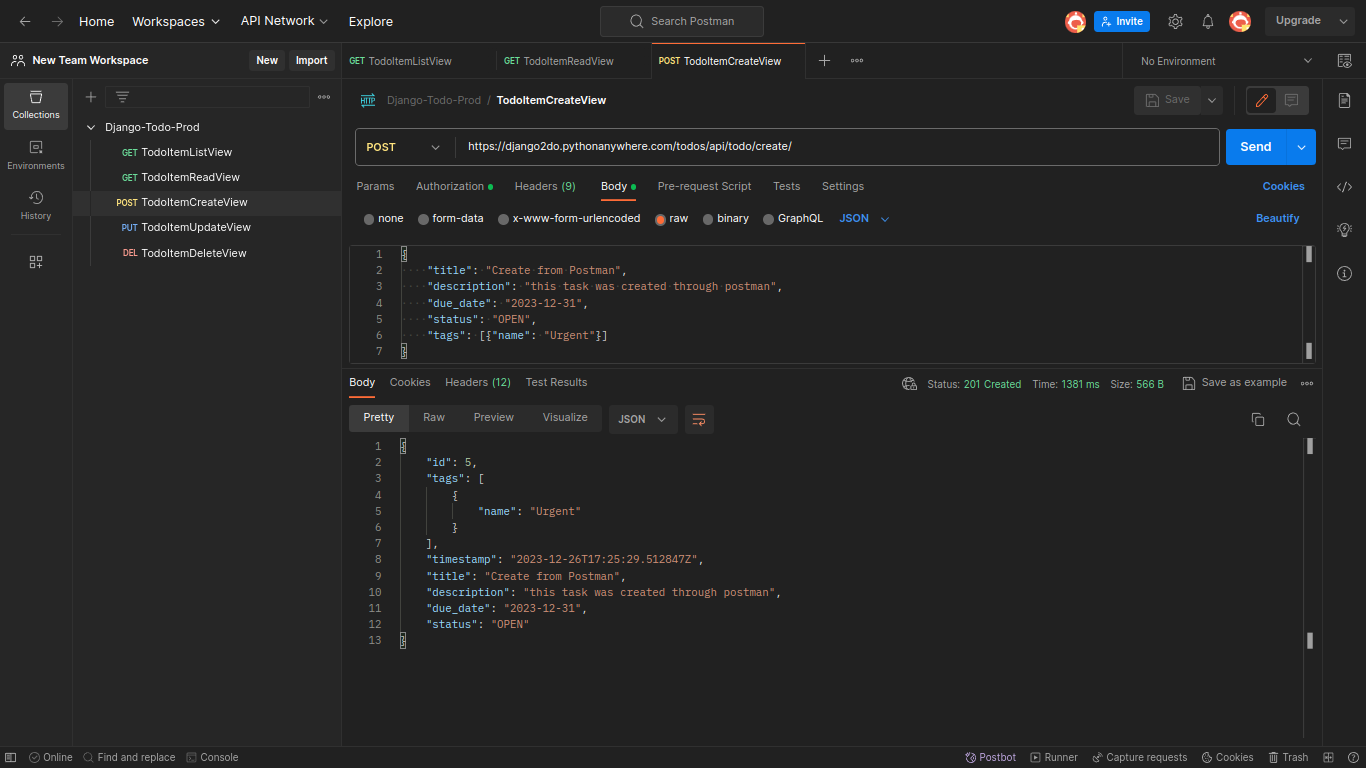 Home Workspaces API Network Explore Search Postman Invite Upgrade
New Team Workspace New Import GET TodoItemListView GET TodoItemReadView POST TodoItemCreateView No Environment
Collections
Environments
History
Django-Todo-Prod
GET TodoItemListView
GET TodoItemReadView
POST TodoItemCreateView
PUT TodoItemUpdateView
DEL TodoItemDeleteView
HTTP Django-Todo-Prod / TodoItemCreateView Save
POST https://django2do.pythonanywhere.com/todos/api/todo/create/ Send
Params Authorization Headers (9) Body Pre-request Script Tests Settings Cookies
none form-data x-www-form-urlencoded raw binary GraphQL JSON Beautify
1 {
2 "title": "Create from Postman",
3 "description": "this task was created through postman",
4 "due_date": "2023-12-31",
5 "status": "OPEN",
6 "tags": [{"name": "Urgent"}]
7 }
Body Cookies Headers (12) Test Results Status: 201 Created Time: 1381 ms Size: 566 B Save as example
Pretty Raw Preview Visualize JSON
1 {
2 "id": 5,
3 "tags": [
4 {
5 "name": "Urgent"
6 }
7 ],
8 "timestamp": "2023-12-26T17:25:29.512847Z",
9 "title": "Create from Postman",
10 "description": "this task was created through postman",
11 "due_date": "2023-12-31",
12 "status": "OPEN"
13 }
Online Find and replace Console Postbot Runner Capture requests Cookies Trash